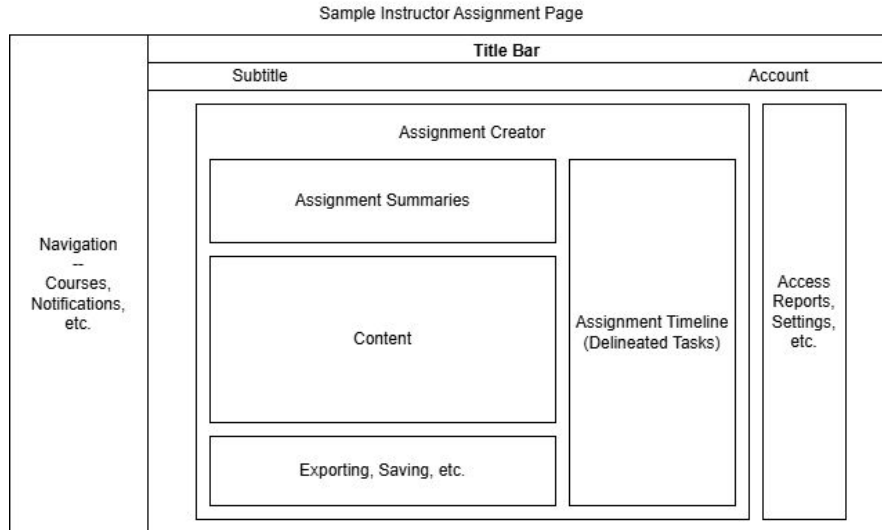 Sample Instructor Assignment Page
Title Bar
Subtitle
Account
Navigation
--
Courses,
Notifications,
etc.
Assignment Creator
Assignment Summaries
Content
Exporting, Saving, etc.
Assignment Timeline
(Delineated Tasks)
Access
Reports,
Settings,
etc.